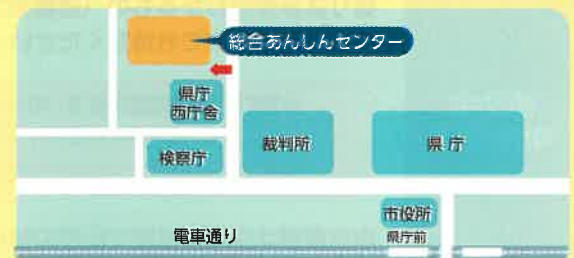 総合あんしんセンター
県庁
西庁舎
検察庁
裁判所
県庁
市役所
県庁前
電車通り